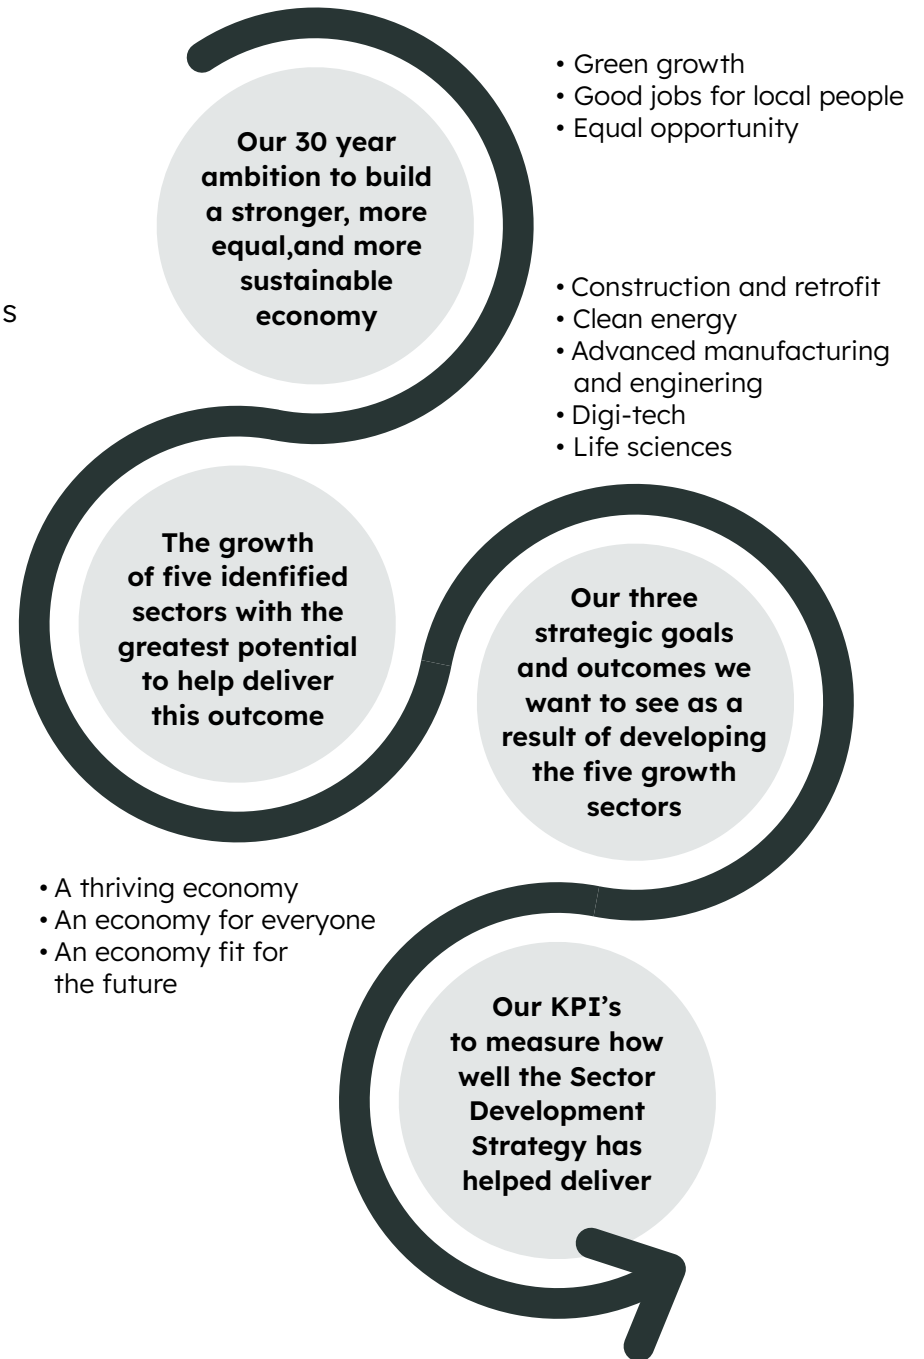 Our 30 year
ambition to build
a stronger, more
equal,and more
sustainable
economy
• Green growth
• Good jobs for local people
• Equal opportunity
s
• Construction and retrofit
• Clean energy
• Advanced manufacturing
and enginering
• Digi-tech
• Life sciences
The growth
of five idenfified
sectors with the
greatest potential
to help deliver
this outcome
Our three
strategic goals
and outcomes we
want to see as a
result of developing
the five growth
sectors
• A thriving economy
• An economy for everyone
• An economy fit for
the future
Our KPI’s
to measure how
well the Sector
Development
Strategy has
helped deliver